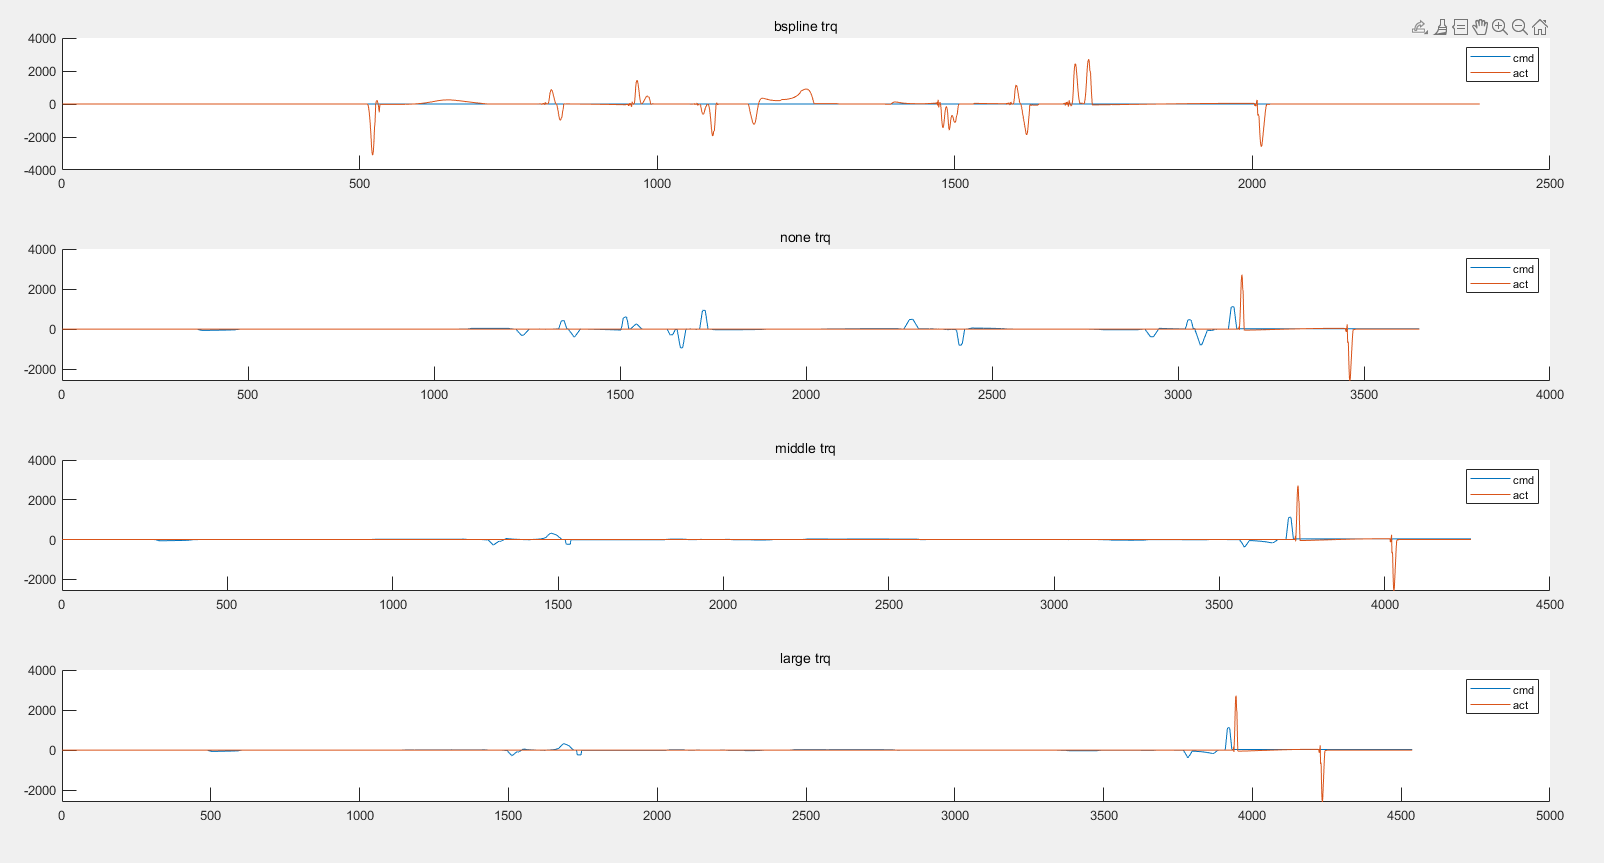 bspline trq
4000
2000
0
-2000
-4000
0 500 1000 1500 2000 2500
cmd
act
none trq
4000
2000
0
-2000
0 500 1000 1500 2000 2500 3000 3500 4000
cmd
act
middle trq
4000
2000
0
-2000
0 500 1000 1500 2000 2500 3000 3500 4000 4500
cmd
act
large trq
4000
2000
0
-2000
0 500 1000 1500 2000 2500 3000 3500 4000 4500 5000
cmd
act